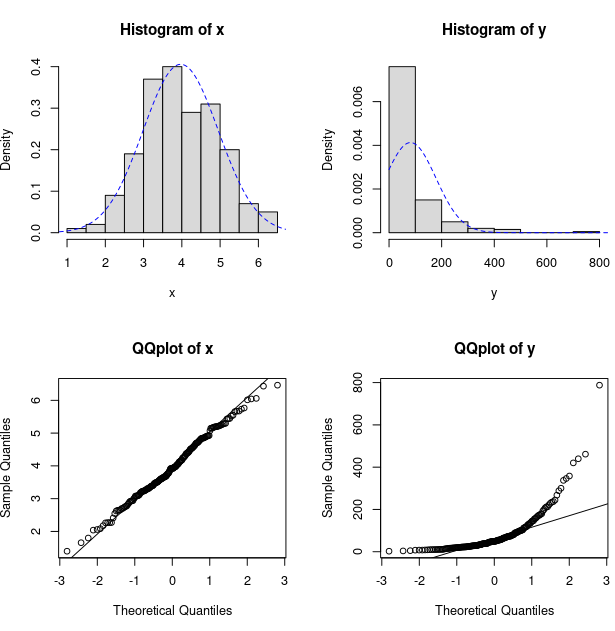 Histogram of x
Density
0.0 0.1 0.2 0.3 0.4
1 2 3 4 5 6
x
Histogram of y
Density
0.000 0.002 0.004 0.006
0 200 400 600 800
y
QQplot of x
Sample Quantiles
2 3 4 5 6
-3 -2 -1 0 1 2 3
Theoretical Quantiles
QQplot of y
Sample Quantiles
0 200 400 600 800
-3 -2 -1 0 1 2 3
Theoretical Quantiles